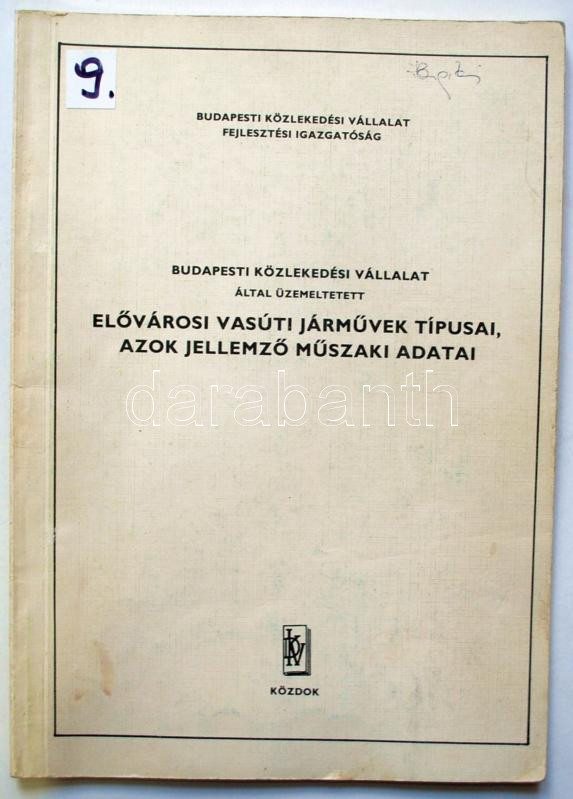 9.
BUDAPESTI KÖZLEKEDÉSI VÁLLALAT
FEJLESZTÉSI IGAZGATÓSÁG
BUDAPESTI KÖZLEKEDÉSI VÁLLALAT
ÁLTAL ÜZEMELTETETT
ELŐVÁROSI VASÚTI JÁRMŰVEK TÍPUSAI,
AZOK JELLEMZŐ MŰSZAKI ADATAI
darabanth
KÖZDOK